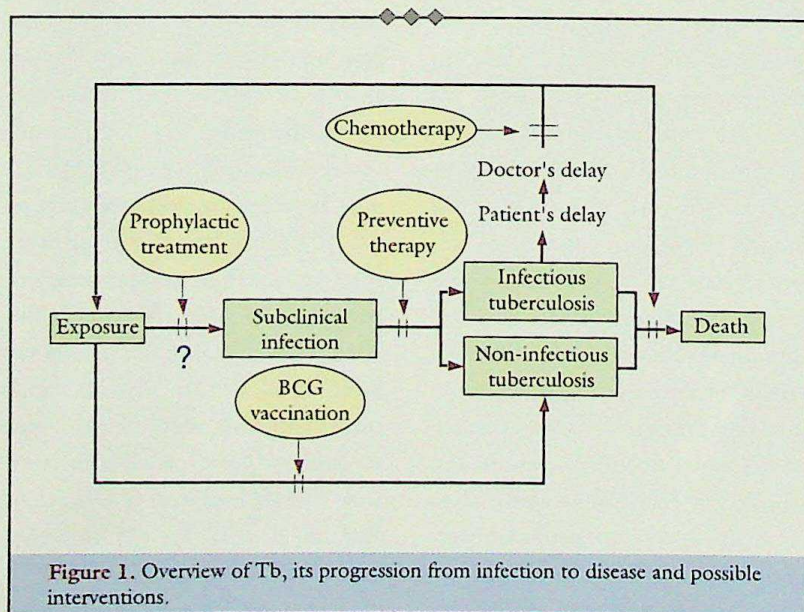 Chemotherapy
Doctor's delay
Patient's delay
Prophylactic
treatment
Preventive
therapy
Infectious
tuberculosis
Exposure
?
Subclinical
infection
Death
Non-infectious
tuberculosis
BCG
vaccination
Figure 1. Overview of Tb, its progression from infection to disease and possible
interventions.